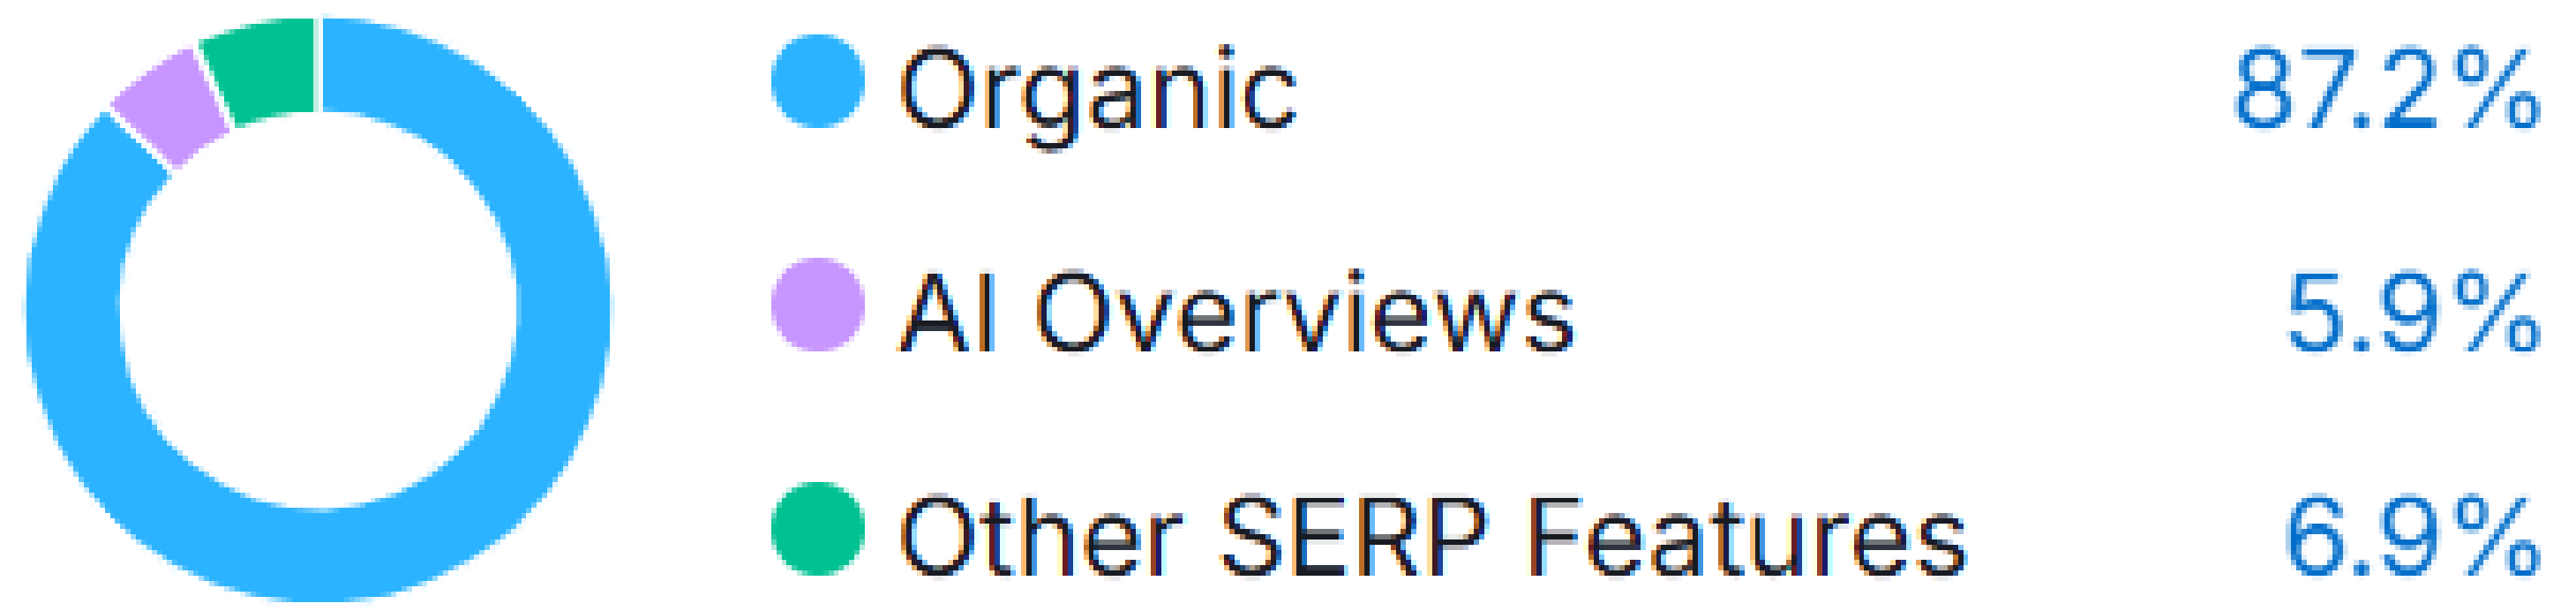 Organic 87.2%
AI Overviews 5.9%
Other SERP Features 6.9%